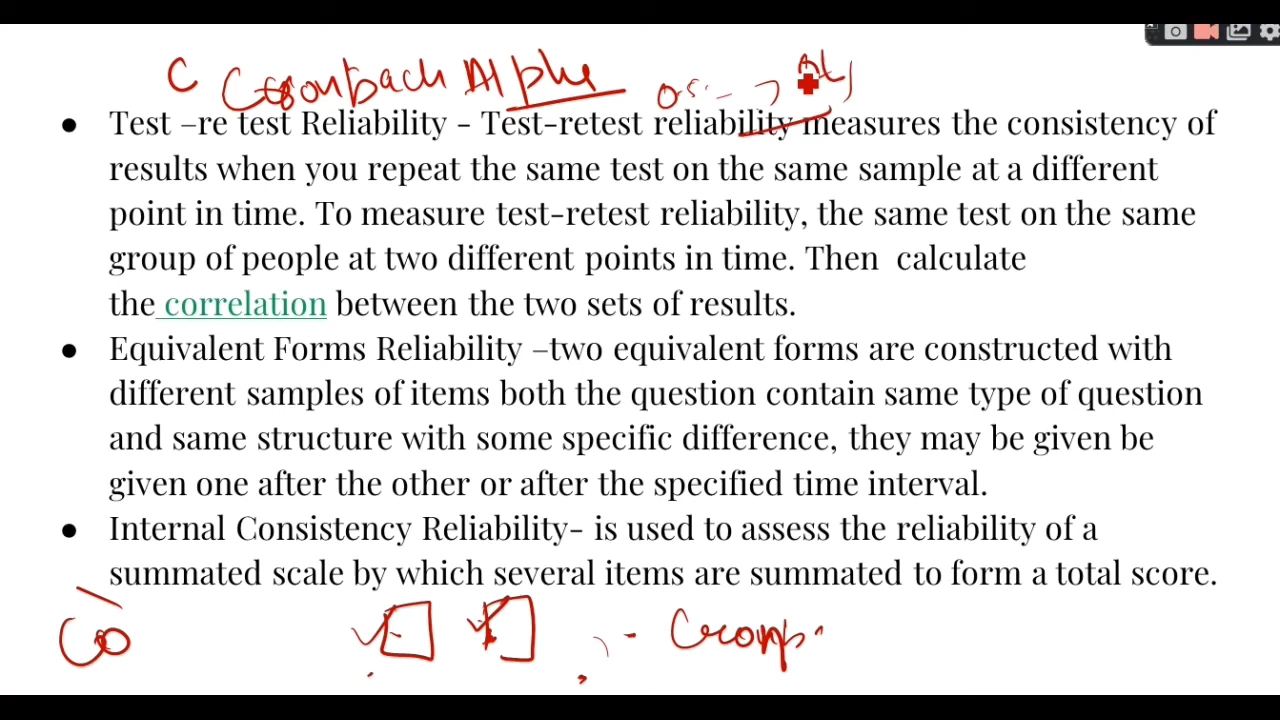 C Cronbach Alpha
● Test –re test Reliability - Test-retest reliability measures the consistency of
results when you repeat the same test on the same sample at a different
point in time. To measure test-retest reliability, the same test on the same
group of people at two different points in time. Then calculate
the correlation between the two sets of results.
● Equivalent Forms Reliability –two equivalent forms are constructed with
different samples of items both the question contain same type of question
and same structure with some specific difference, they may be given be
given one after the other or after the specified time interval.
● Internal Consistency Reliability- is used to assess the reliability of a
summated scale by which several items are summated to form a total score.